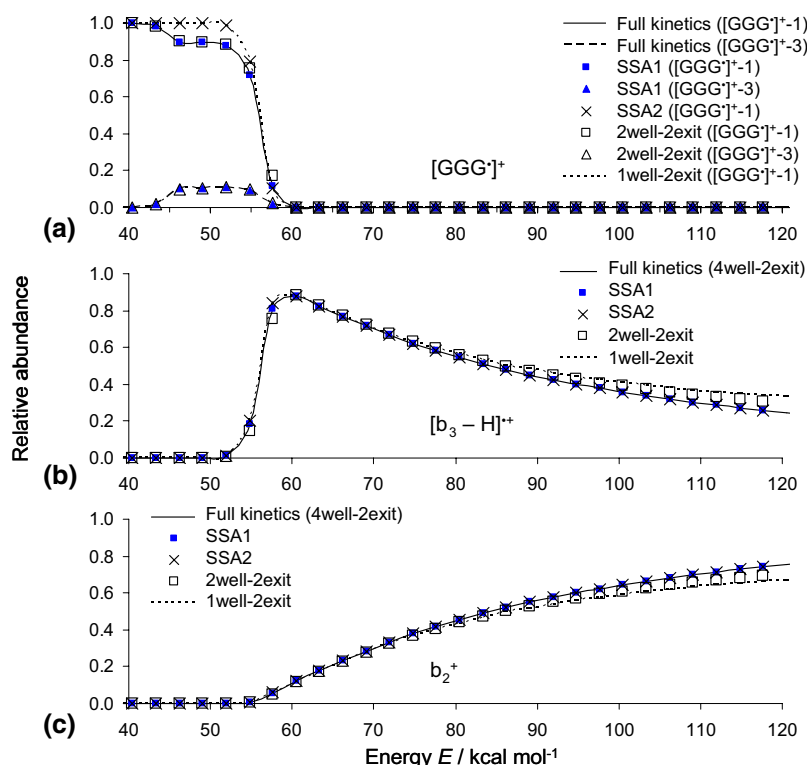 1.0
0.8
0.6
0.4
0.2
0.0
(a)
40 50 60 70 80 90 100 110 120
Full kinetics ([GGG•]+-1)
Full kinetics ([GGG•]+-3)
SSA1 ([GGG•]+-1)
SSA1 ([GGG•]+-3)
SSA2 ([GGG•]+-1)
2well-2exit ([GGG•]+-1)
2well-2exit ([GGG•]+-3)
1well-2exit ([GGG•]+-1)
[GGG•]+
Relative abundance
1.0
0.8
0.6
0.4
0.2
0.0
(b)
40 50 60 70 80 90 100 110 120
Full kinetics (4well-2exit)
SSA1
SSA2
2well-2exit
1well-2exit
[b3 – H]•+
1.0
0.8
0.6
0.4
0.2
0.0
(c)
40 50 60 70 80 90 100 110 120
Full kinetics (4well-2exit)
SSA1
SSA2
2well-2exit
1well-2exit
b2+
Energy E / kcal mol-1